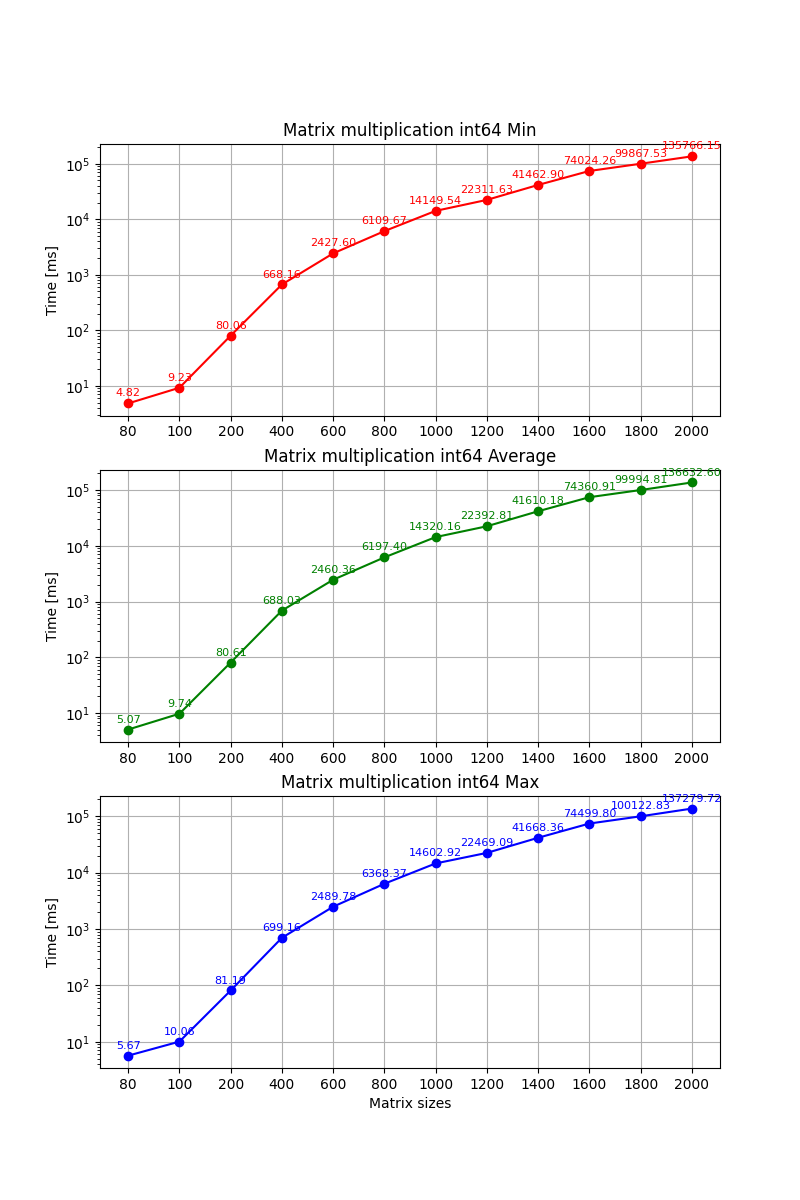 Matrix multiplication int64 Min
Time [ms]
10^5
10^4
10^3
10^2
10^1
4.82 9.23 80.06 668.16 2427.60 6109.67 14149.54 22311.63 41462.90 74024.26 99867.53 135766.15
80 100 200 400 600 800 1000 1200 1400 1600 1800 2000
Matrix multiplication int64 Average
Time [ms]
10^5
10^4
10^3
10^2
10^1
5.07 9.74 80.61 688.03 2460.36 6197.40 14320.16 22392.81 41610.18 74360.91 99994.81 136632.60
80 100 200 400 600 800 1000 1200 1400 1600 1800 2000
Matrix multiplication int64 Max
Time [ms]
10^5
10^4
10^3
10^2
10^1
5.67 10.06 81.19 699.16 2489.78 6368.37 14602.92 22469.09 41668.36 74499.80 100122.83 137279.72
80 100 200 400 600 800 1000 1200 1400 1600 1800 2000
Matrix sizes